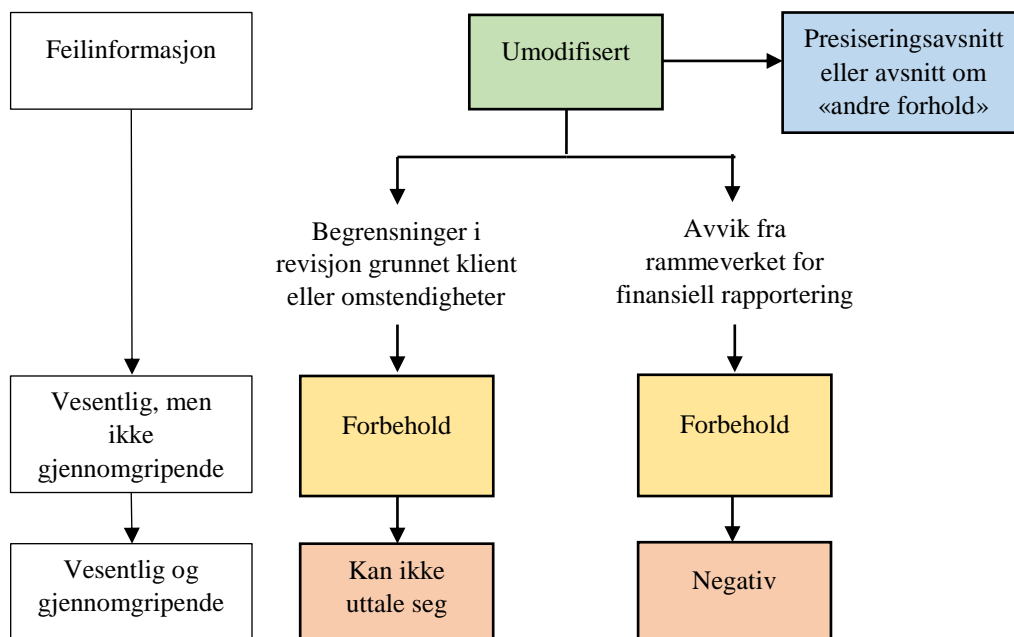 Feilinformasjon
Umodifisert
Presiseringsavsnitt
eller avsnitt om
«andre forhold»
Begrensninger i
revisjon grunnet klient
eller omstendigheter
Avvik fra
rammeverket for
finansiell rapportering
Vesentlig, men
ikke
gjennomgripende
Forbehold
Forbehold
Vesentlig og
gjennomgripende
Kan ikke
uttale seg
Negativ